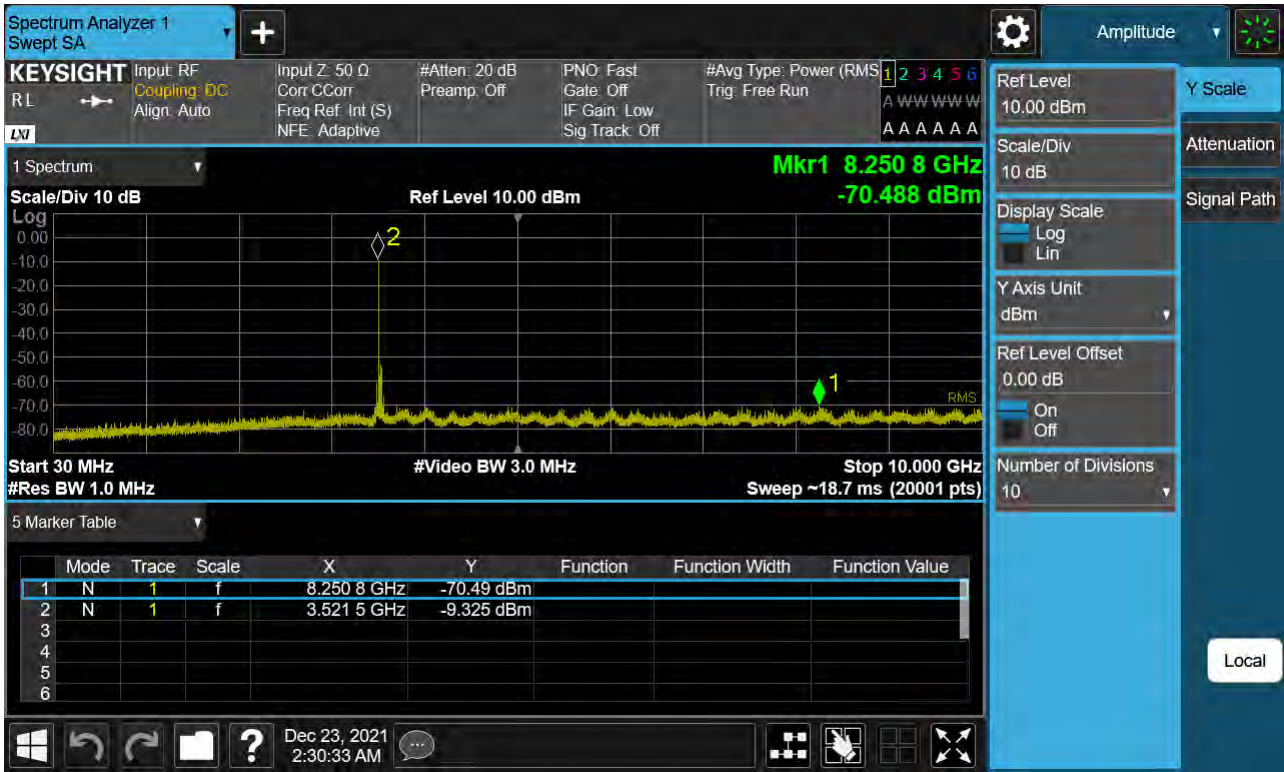 Spectrum Analyzer 1
Swept SA
Amplitude
KEYSIGHT
R L
LXI
Input: RF
Coupling: DC
Align: Auto
Input Z: 50 Ω
Corr CCorr
Freq Ref: Int (S)
NFE: Adaptive
#Atten: 20 dB
Preamp: Off
PNO: Fast
Gate: Off
IF Gain: Low
Sig Track: Off
#Avg Type: Power (RMS
Trig: Free Run
1 2 3 4 5 6
A W W W W W
A A A A A A
1 Spectrum
Scale/Div 10 dB
Ref Level 10.00 dBm
Mkr1 8.250 8 GHz
-70.488 dBm
Log
0.00
-10.0
-20.0
-30.0
-40.0
-50.0
-60.0
-70.0
-80.0
2
1
RMS
Start 30 MHz
#Video BW 3.0 MHz
Stop 10.000 GHz
#Res BW 1.0 MHz
Sweep ~18.7 ms (20001 pts)
5 Marker Table
Mode Trace Scale X Y Function Function Width Function Value
1 N 1 f 8.250 8 GHz -70.49 dBm
2 N 1 f 3.521 5 GHz -9.325 dBm
3
4
5
6
Dec 23, 2021
2:30:33 AM
Ref Level
10.00 dBm
Scale/Div
10 dB
Display Scale
Log
Lin
Y Axis Unit
dBm
Ref Level Offset
0.00 dB
On
Off
Number of Divisions
10
Y Scale
Attenuation
Signal Path
Local